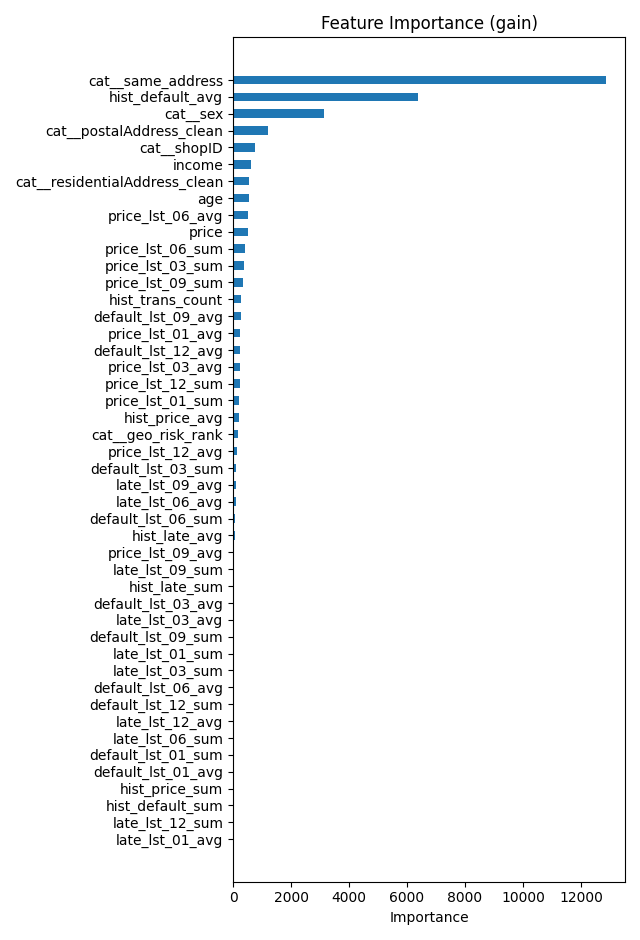 Feature Importance (gain)
cat__same_address
hist_default_avg
cat__sex
cat__postalAddress_clean
cat__shopID
income
cat__residentialAddress_clean
age
price_lst_06_avg
price
price_lst_06_sum
price_lst_03_sum
price_lst_09_sum
hist_trans_count
default_lst_09_avg
price_lst_01_avg
default_lst_12_avg
price_lst_03_avg
price_lst_12_sum
price_lst_01_sum
hist_price_avg
cat__geo_risk_rank
price_lst_12_avg
default_lst_03_sum
late_lst_09_avg
late_lst_06_avg
default_lst_06_sum
hist_late_avg
price_lst_09_avg
late_lst_09_sum
hist_late_sum
default_lst_03_avg
late_lst_03_avg
default_lst_09_sum
late_lst_01_sum
late_lst_03_sum
default_lst_06_avg
default_lst_12_sum
late_lst_12_avg
late_lst_06_sum
default_lst_01_sum
default_lst_01_avg
hist_price_sum
hist_default_sum
late_lst_12_sum
late_lst_01_avg
0 2000 4000 6000 8000 10000 12000
Importance